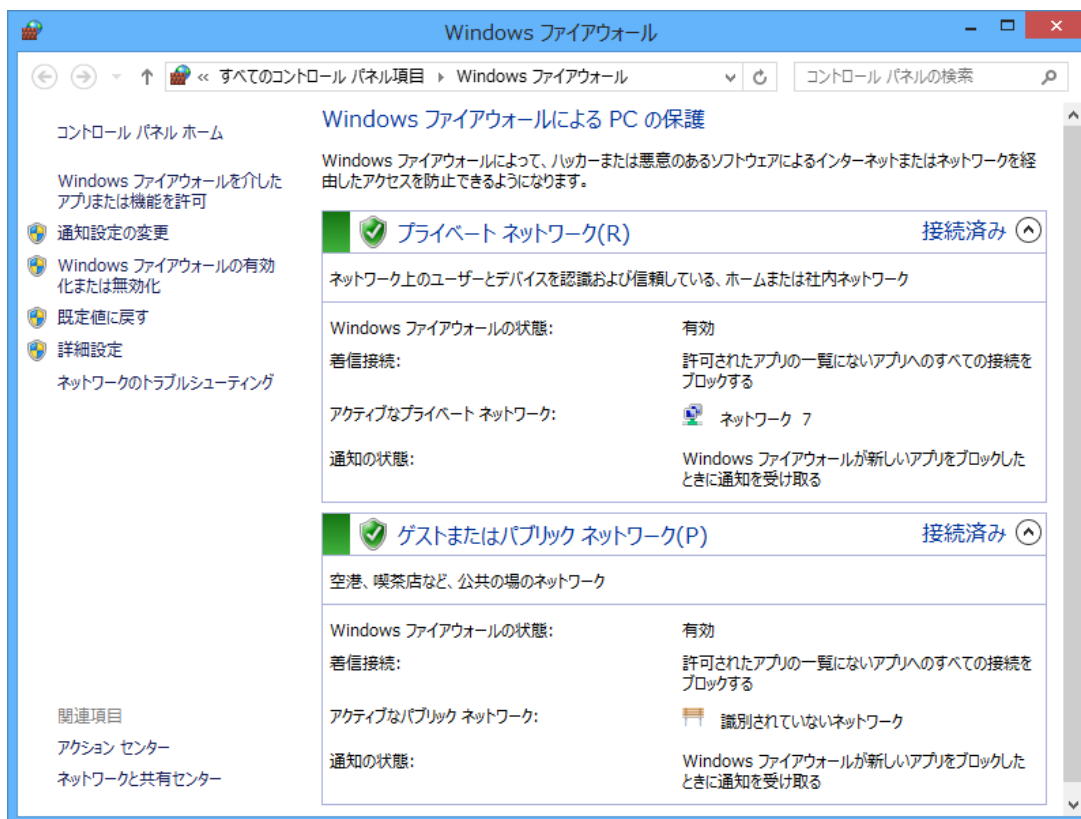 Windows ファイアウォール
« すべてのコントロール パネル項目 ▸ Windows ファイアウォール
コントロール パネルの検索
コントロール パネル ホーム
Windows ファイアウォールを介した
アプリまたは機能を許可
通知設定の変更
Windows ファイアウォールの有効
化または無効化
既定値に戻す
詳細設定
ネットワークのトラブルシューティング
関連項目
アクション センター
ネットワークと共有センター
Windows ファイアウォールによる PC の保護
Windows ファイアウォールによって、ハッカーまたは悪意のあるソフトウェアによるインターネットまたはネットワークを経
由したアクセスを防止できるようになります。
プライベート ネットワーク(R) 接続済み
ネットワーク上のユーザーとデバイスを認識および信頼している、ホームまたは社内ネットワーク
Windows ファイアウォールの状態: 有効
着信接続: 許可されたアプリの一覧にないアプリへのすべての接続を
ブロックする
アクティブなプライベート ネットワーク: ネットワーク 7
通知の状態: Windows ファイアウォールが新しいアプリをブロックした
ときに通知を受け取る
ゲストまたはパブリック ネットワーク(P) 接続済み
空港、喫茶店など、公共の場のネットワーク
Windows ファイアウォールの状態: 有効
着信接続: 許可されたアプリの一覧にないアプリへのすべての接続を
ブロックする
アクティブなパブリック ネットワーク: 識別されていないネットワーク
通知の状態: Windows ファイアウォールが新しいアプリをブロックした
ときに通知を受け取る